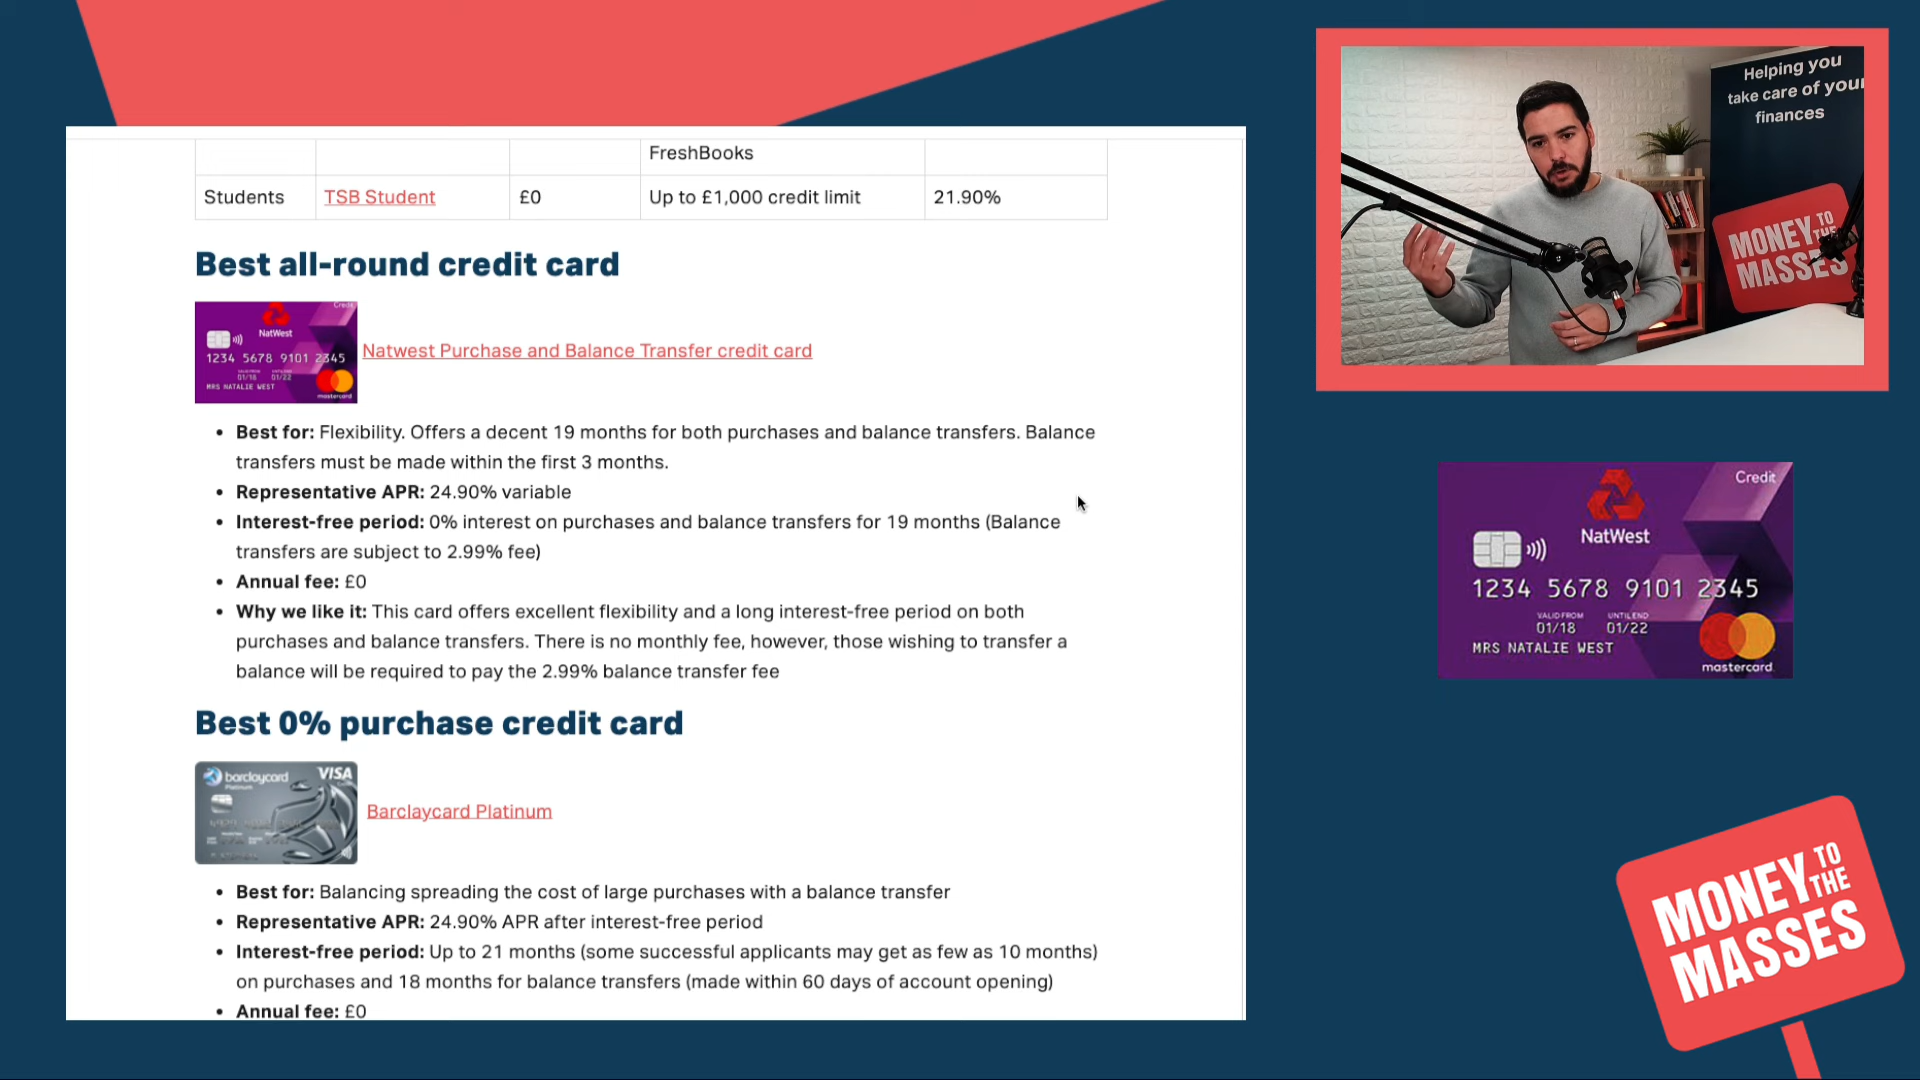 FreshBooks
Students TSB Student £0 Up to £1,000 credit limit 21.90%
Best all-round credit card
Credit
NatWest
1234 5678 9101 2345
VALID FROM UNTIL END
01/18 01/22
MRS NATALIE WEST
mastercard
Natwest Purchase and Balance Transfer credit card
• Best for: Flexibility. Offers a decent 19 months for both purchases and balance transfers. Balance
transfers must be made within the first 3 months.
• Representative APR: 24.90% variable
• Interest-free period: 0% interest on purchases and balance transfers for 19 months (Balance
transfers are subject to 2.99% fee)
• Annual fee: £0
• Why we like it: This card offers excellent flexibility and a long interest-free period on both
purchases and balance transfers. There is no monthly fee, however, those wishing to transfer a
balance will be required to pay the 2.99% balance transfer fee
Best 0% purchase credit card
barclaycard VISA
Platinum
Barclaycard Platinum
• Best for: Balancing spreading the cost of large purchases with a balance transfer
• Representative APR: 24.90% APR after interest-free period
• Interest-free period: Up to 21 months (some successful applicants may get as few as 10 months)
on purchases and 18 months for balance transfers (made within 60 days of account opening)
• Annual fee: £0
Helping you
take care of your
finances
MONEY TO THE
MASSES
Credit
NatWest
1234 5678 9101 2345
VALID FROM UNTIL END
01/18 01/22
MRS NATALIE WEST
mastercard
MONEY TO THE
MASSES